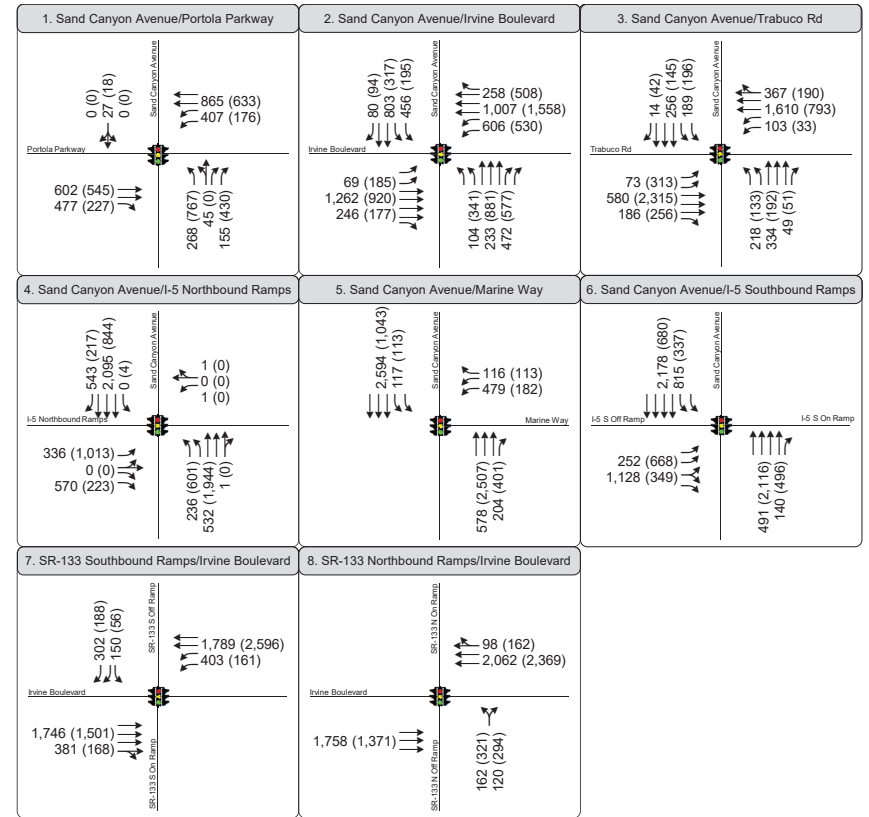 1. Sand Canyon Avenue/Portola Parkway
0 (0)
27 (18)
0 (0)
Sand Canyon Avenue
865 (633)
407 (176)
Portola Parkway
602 (545)
477 (227)
268 (767)
45 (0)
155 (430)
2. Sand Canyon Avenue/Irvine Boulevard
80 (94)
803 (317)
456 (195)
Sand Canyon Avenue
258 (508)
1,007 (1,558)
606 (530)
Irvine Boulevard
69 (185)
1,262 (920)
246 (177)
104 (341)
233 (881)
472 (577)
3. Sand Canyon Avenue/Trabuco Rd
14 (42)
256 (145)
189 (196)
Sand Canyon Avenue
367 (190)
1,610 (793)
103 (33)
Trabuco Rd
73 (313)
580 (2,315)
186 (256)
218 (133)
334 (192)
49 (51)
4. Sand Canyon Avenue/I-5 Northbound Ramps
543 (217)
2,095 (844)
0 (4)
Sand Canyon Avenue
1 (0)
0 (0)
1 (0)
I-5 Northbound Ramps
336 (1,013)
0 (0)
570 (223)
236 (601)
532 (1,944)
1 (0)
5. Sand Canyon Avenue/Marine Way
2,594 (1,043)
117 (113)
Sand Canyon Avenue
116 (113)
479 (182)
Marine Way
578 (2,507)
204 (401)
6. Sand Canyon Avenue/I-5 Southbound Ramps
2,178 (680)
815 (337)
Sand Canyon Avenue
I-5 S Off Ramp
I-5 S On Ramp
252 (668)
1,128 (349)
491 (2,116)
140 (496)
7. SR-133 Southbound Ramps/Irvine Boulevard
302 (188)
150 (56)
SR-133 S Off Ramp
1,789 (2,596)
403 (161)
Irvine Boulevard
1,746 (1,501)
381 (168)
SR-133 S On Ramp
8. SR-133 Northbound Ramps/Irvine Boulevard
SR-133 N On Ramp
98 (162)
2,062 (2,369)
Irvine Boulevard
1,758 (1,371)
SR-133 N Off Ramp
162 (321)
120 (294)